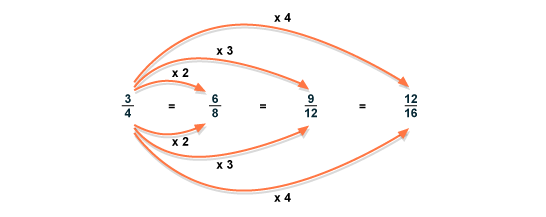 x 4
x 3
x 2
3/4 = 6/8 = 9/12 = 12/16
x 2
x 3
x 4